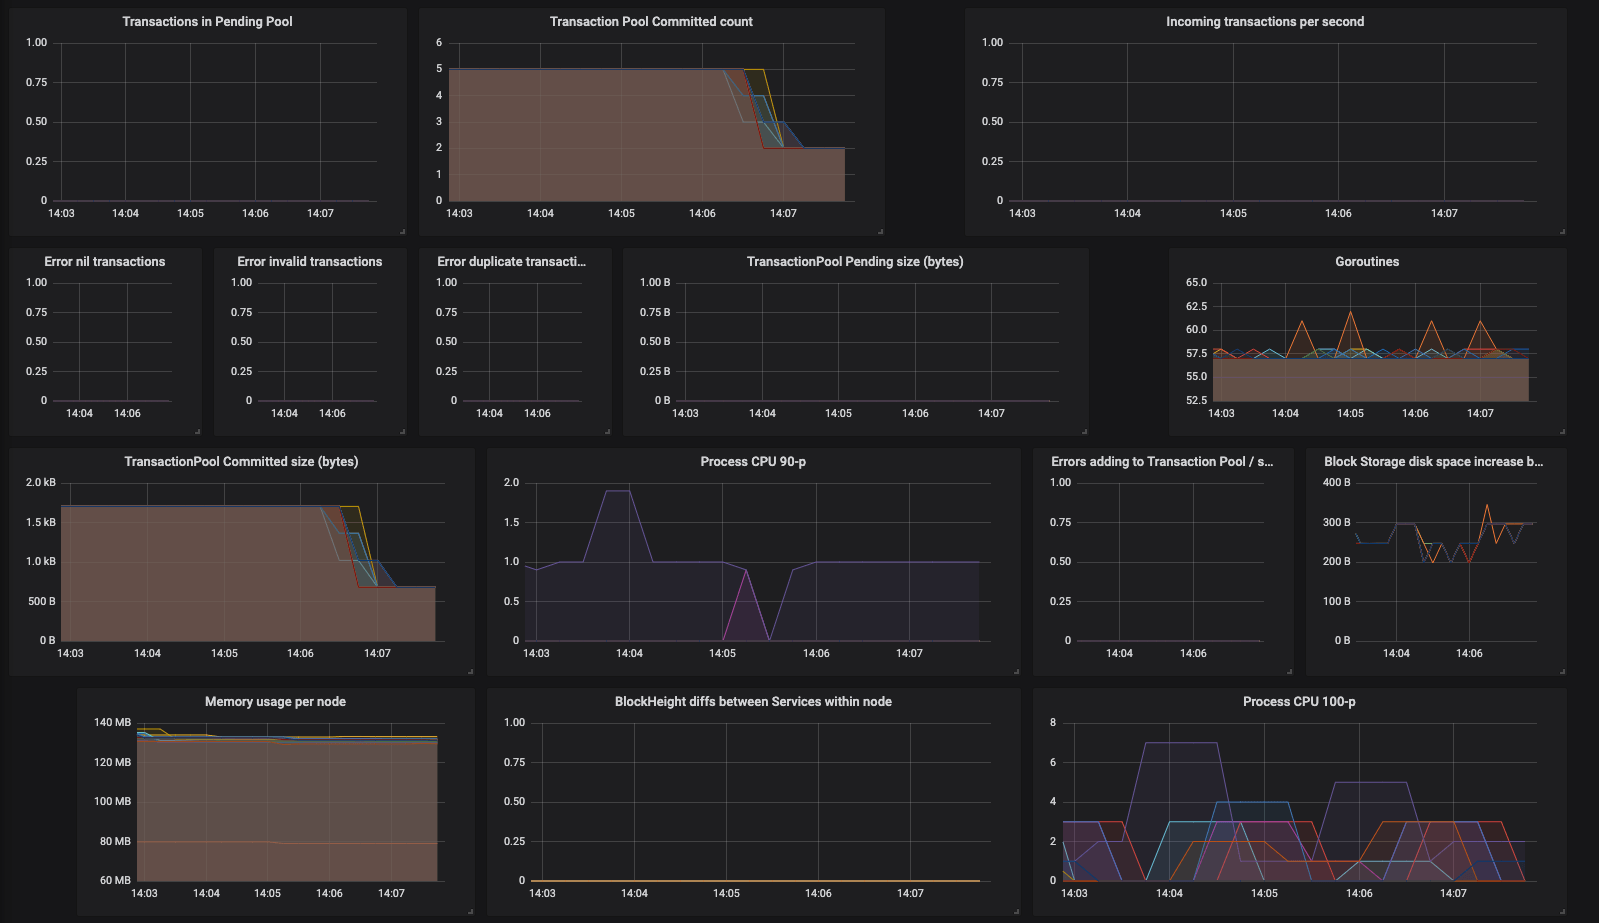 Transactions in Pending Pool
1.00
0.75
0.50
0.25
0
14:03 14:04 14:05 14:06 14:07
Transaction Pool Committed count
6
5
4
3
2
1
0
14:03 14:04 14:05 14:06 14:07
Incoming transactions per second
1.00
0.75
0.50
0.25
0
14:03 14:04 14:05 14:06 14:07
Error nil transactions
1.00
0.75
0.50
0.25
0
14:04 14:06
Error invalid transactions
1.00
0.75
0.50
0.25
0
14:04 14:06
Error duplicate transacti...
1.00
0.75
0.50
0.25
0
14:04 14:06
TransactionPool Pending size (bytes)
1.00 B
0.75 B
0.50 B
0.25 B
0 B
14:03 14:04 14:05 14:06 14:07
Goroutines
65.0
62.5
60.0
57.5
55.0
52.5
14:03 14:04 14:05 14:06 14:07
TransactionPool Committed size (bytes)
2.0 kB
1.5 kB
1.0 kB
500 B
0 B
14:03 14:04 14:05 14:06 14:07
Process CPU 90-p
2.0
1.5
1.0
0.5
0
14:03 14:04 14:05 14:06 14:07
Errors adding to Transaction Pool / s...
1.00
0.75
0.50
0.25
0
14:04 14:06
Block Storage disk space increase b...
400 B
300 B
200 B
100 B
0 B
14:04 14:06
Memory usage per node
140 MB
120 MB
100 MB
80 MB
60 MB
14:03 14:04 14:05 14:06 14:07
BlockHeight diffs between Services within node
1.00
0.75
0.50
0.25
0
14:03 14:04 14:05 14:06 14:07
Process CPU 100-p
8
6
4
2
0
14:03 14:04 14:05 14:06 14:07